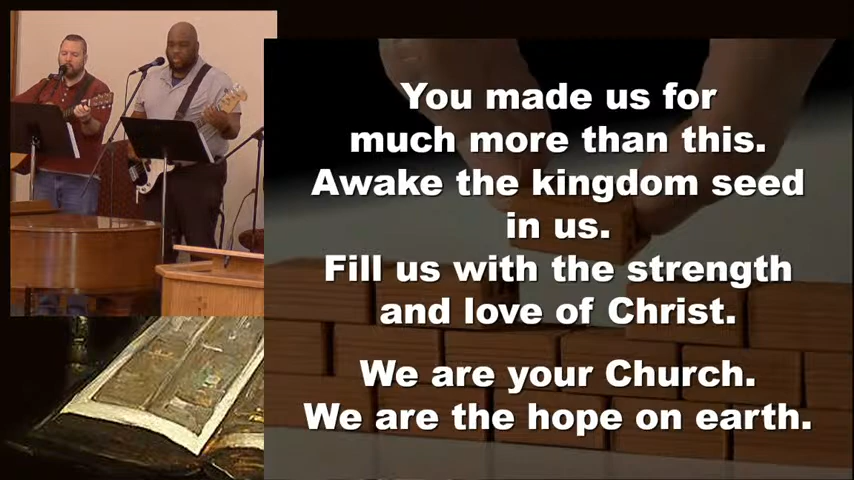 You made us for
much more than this.
Awake the kingdom seed
in us.
Fill us with the strength
and love of Christ.
We are your Church.
We are the hope on earth.